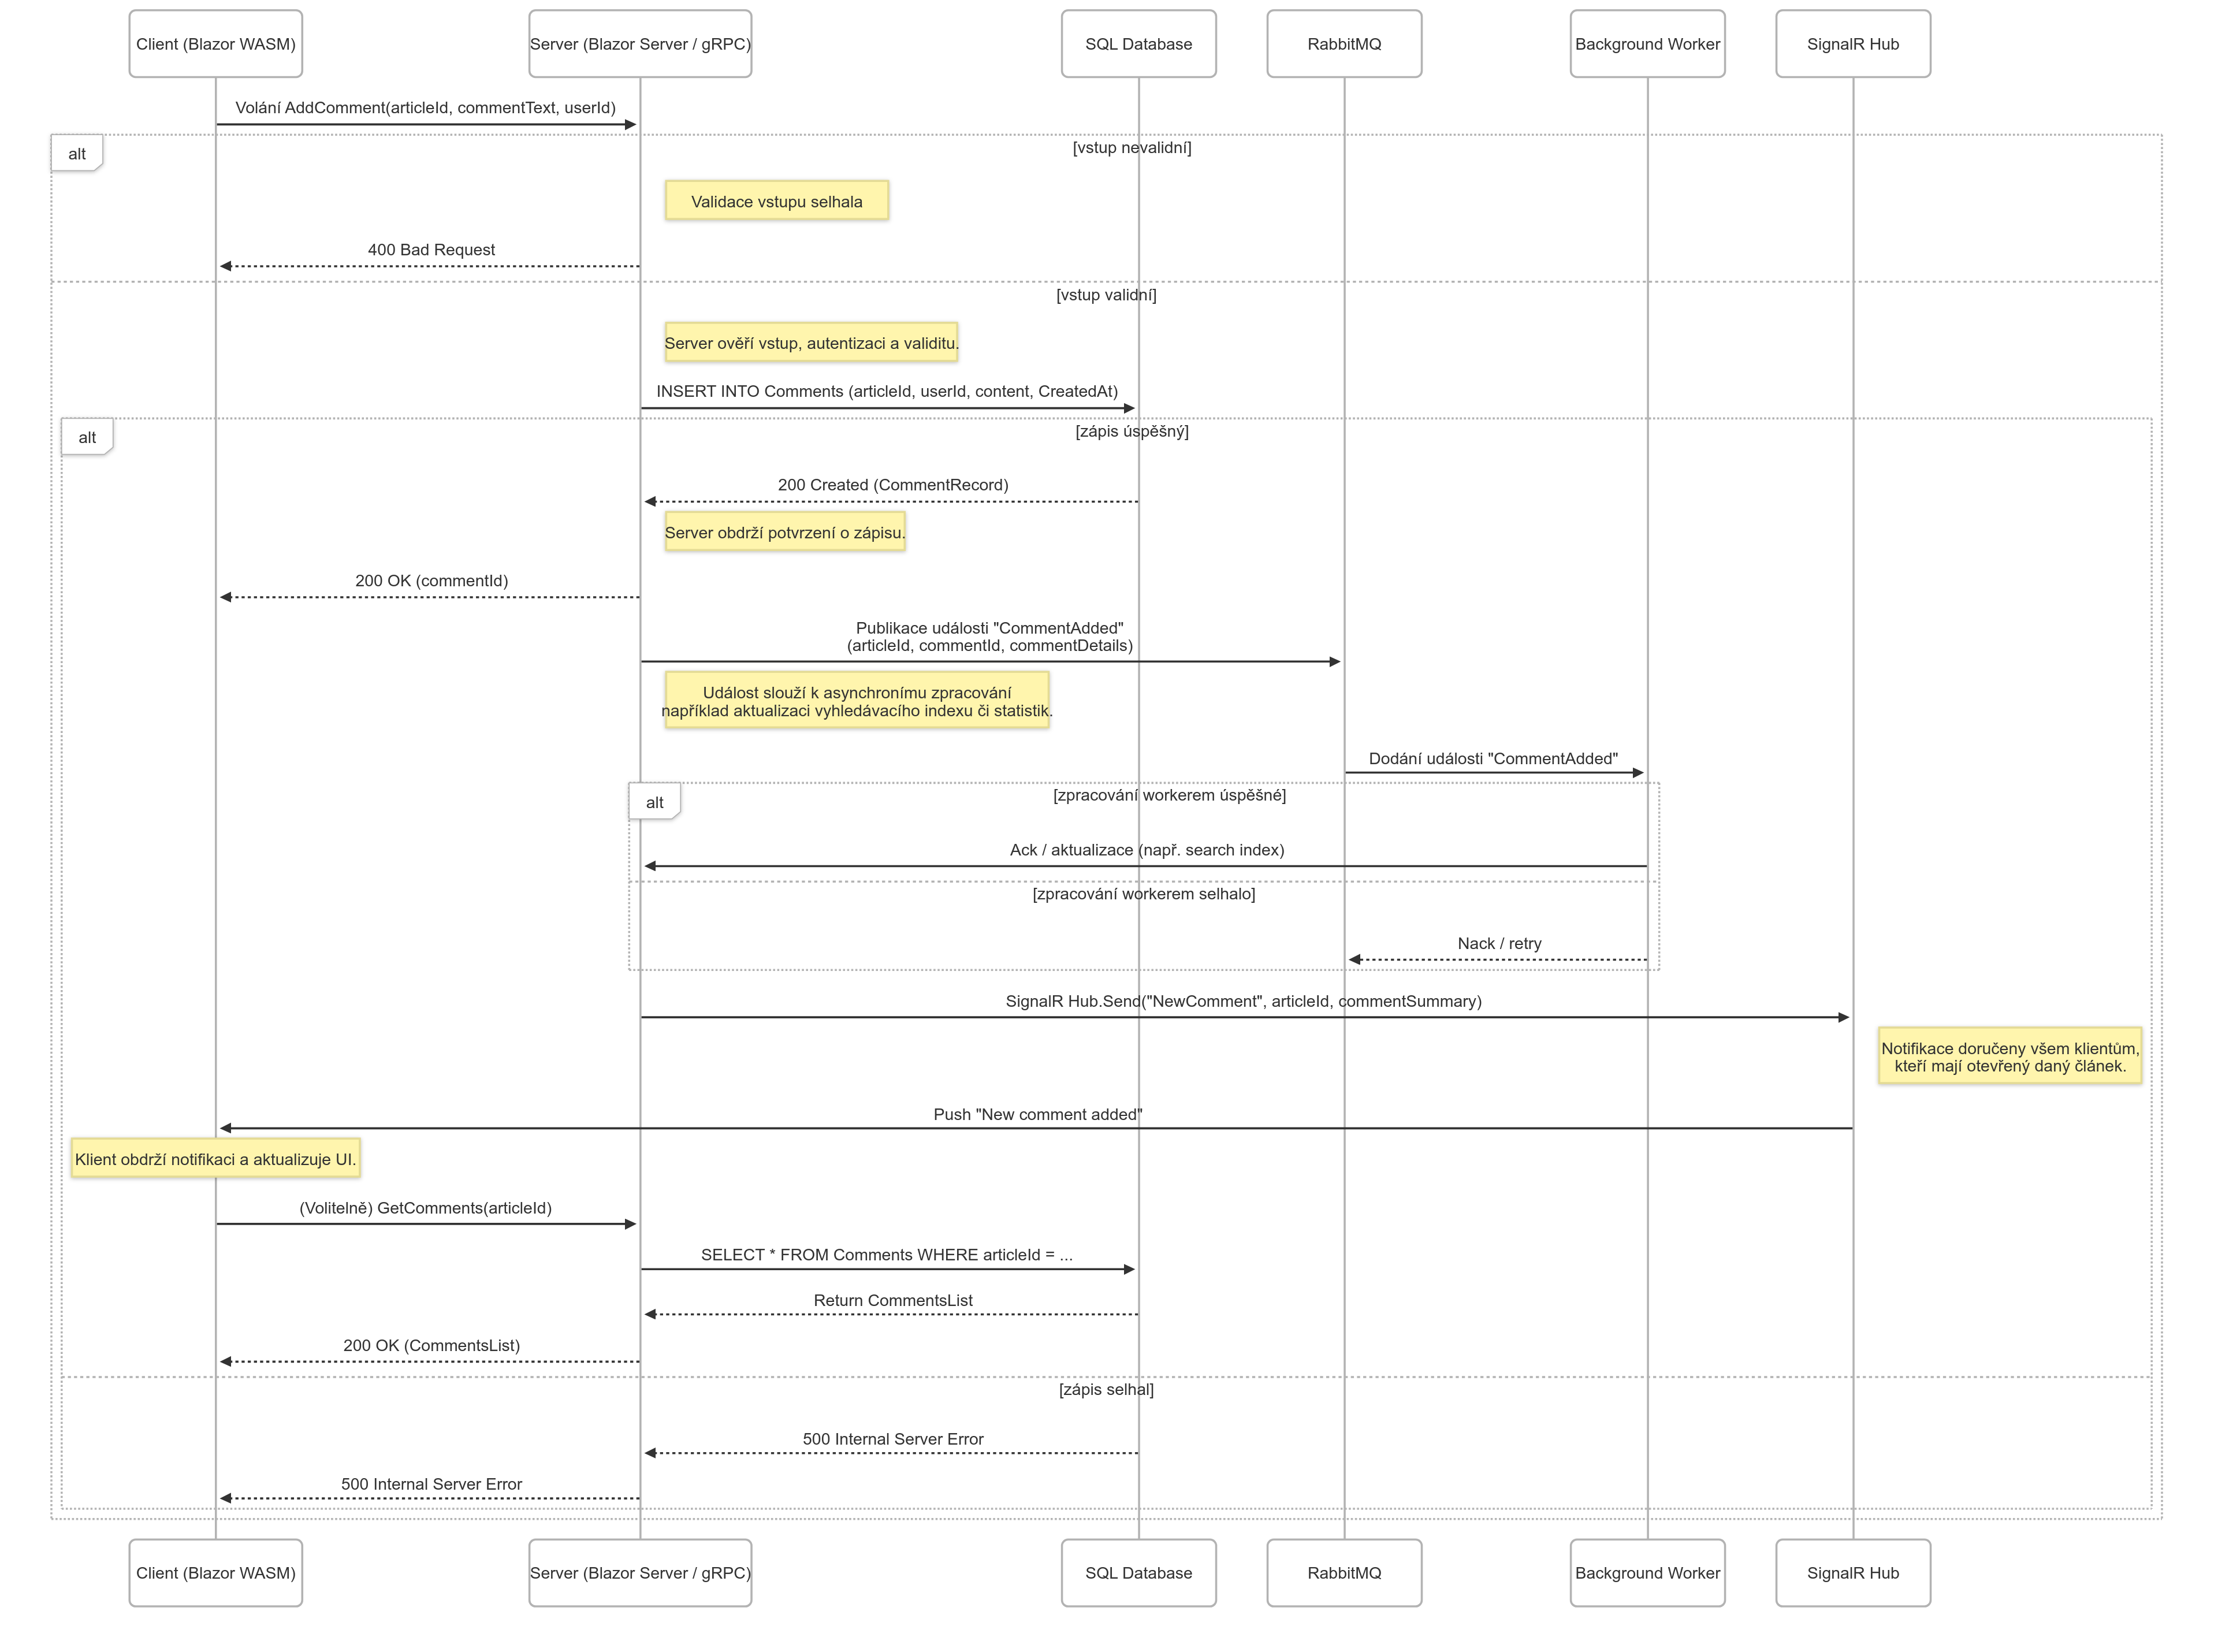 Client (Blazor WASM)
Server (Blazor Server / gRPC)
SQL Database
RabbitMQ
Background Worker
SignalR Hub
Volání AddComment(articleId, commentText, userId)
alt
[vstup nevalidní]
Validace vstupu selhala
400 Bad Request
[vstup validní]
Server ověří vstup, autentizaci a validitu.
INSERT INTO Comments (articleId, userId, content, CreatedAt)
alt
[zápis úspěšný]
200 Created (CommentRecord)
Server obdrží potvrzení o zápisu.
200 OK (commentId)
Publikace události "CommentAdded"
(articleId, commentId, commentDetails)
Událost slouží k asynchronímu zpracování
například aktualizaci vyhledávacího indexu či statistik.
Dodání události "CommentAdded"
alt
[zpracování workerem úspěšné]
Ack / aktualizace (např. search index)
[zpracování workerem selhalo]
Nack / retry
SignalR Hub.Send("NewComment", articleId, commentSummary)
Notifikace doručeny všem klientům,
kteří mají otevřený daný článek.
Push "New comment added"
Klient obdrží notifikaci a aktualizuje UI.
(Volitelně) GetComments(articleId)
SELECT * FROM Comments WHERE articleId = ...
Return CommentsList
200 OK (CommentsList)
[zápis selhal]
500 Internal Server Error
500 Internal Server Error
Client (Blazor WASM)
Server (Blazor Server / gRPC)
SQL Database
RabbitMQ
Background Worker
SignalR Hub